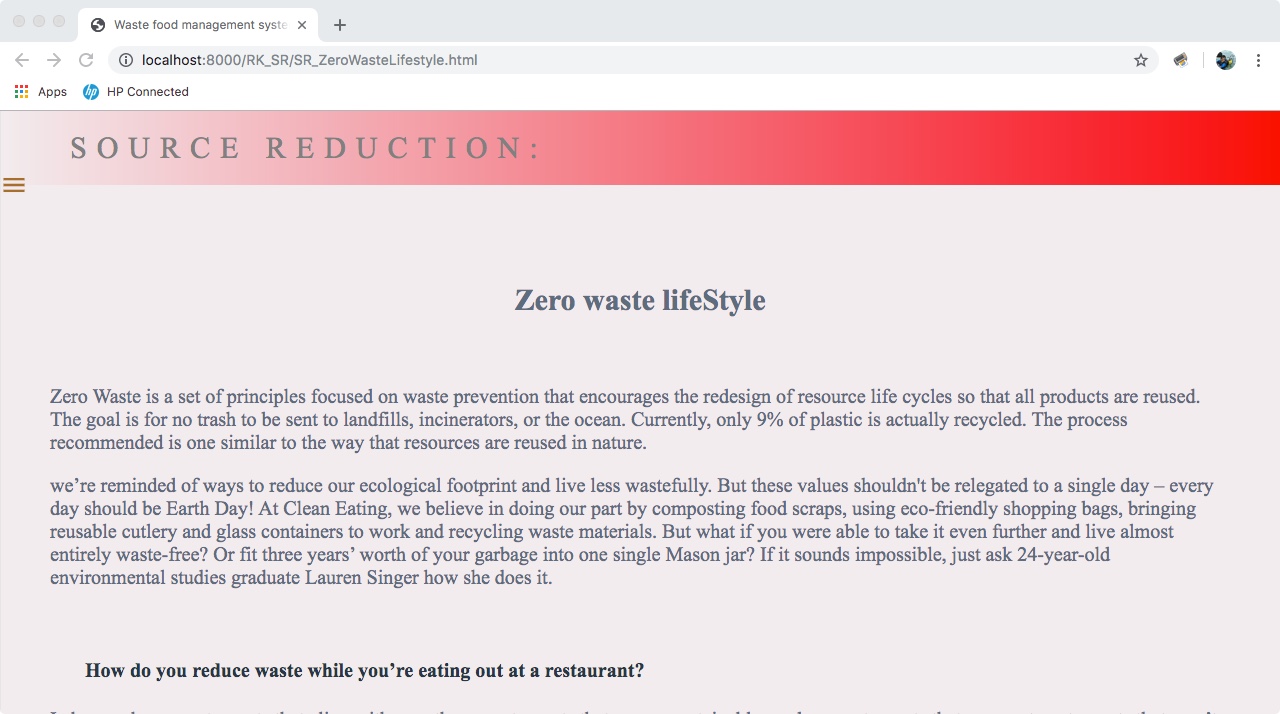 Waste food management syste
localhost:8000/RK_SR/SR_ZeroWasteLifestyle.html
Apps
hp
HP Connected
SOURCE REDUCTION:
Zero waste lifeStyle
Zero Waste is a set of principles focused on waste prevention that encourages the redesign of resource life cycles so that all products are reused.
The goal is for no trash to be sent to landfills, incinerators, or the ocean. Currently, only 9% of plastic is actually recycled. The process
recommended is one similar to the way that resources are reused in nature.
we’re reminded of ways to reduce our ecological footprint and live less wastefully. But these values shouldn't be relegated to a single day – every
day should be Earth Day! At Clean Eating, we believe in doing our part by composting food scraps, using eco-friendly shopping bags, bringing
reusable cutlery and glass containers to work and recycling waste materials. But what if you were able to take it even further and live almost
entirely waste-free? Or fit three years’ worth of your garbage into one single Mason jar? If it sounds impossible, just ask 24-year-old
environmental studies graduate Lauren Singer how she does it.
How do you reduce waste while you’re eating out at a restaurant?